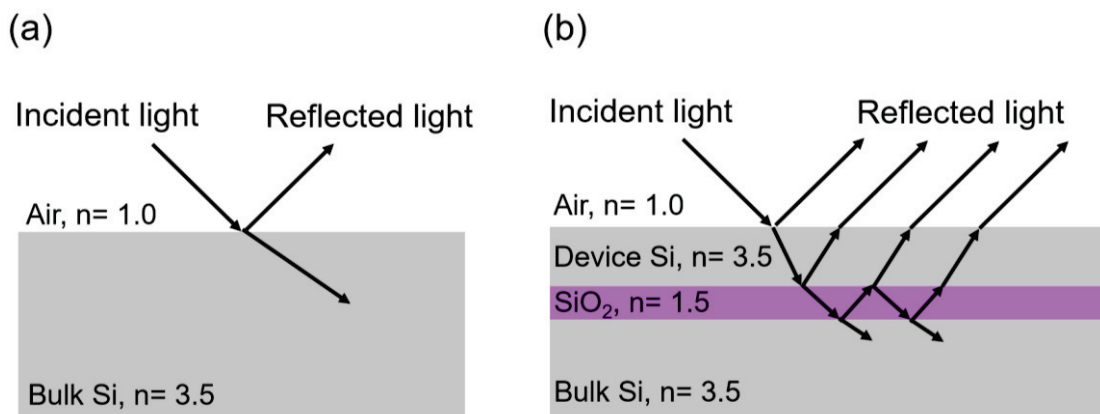 (a)
Incident light
Reflected light
Air, n= 1.0
Bulk Si, n= 3.5
(b)
Incident light
Reflected light
Air, n= 1.0
Device Si, n= 3.5
SiO₂, n= 1.5
Bulk Si, n= 3.5